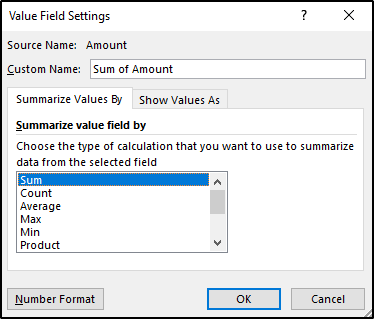 Value Field Settings
?
Source Name: Amount
Custom Name: Sum of Amount
Summarize Values By Show Values As
Summarize value field by
Choose the type of calculation that you want to use to summarize
data from the selected field
Sum
Count
Average
Max
Min
Product
Number Format OK Cancel